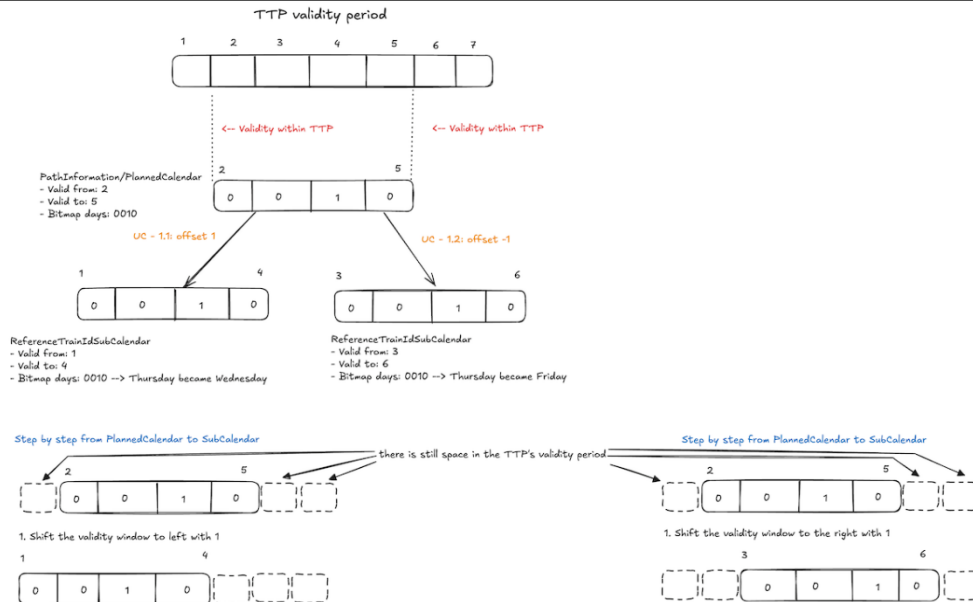 TTP validity period
1 2 3 4 5 6 7
<-- Validity within TTP <-- Validity within TTP
2 5
PathInformation/PlannedCalendar
- Valid from: 2
- Valid to: 5
- Bitmap days: 0010
0 0 1 0
UC - 1.1: offset 1
UC - 1.2: offset -1
1 4
0 0 1 0
ReferenceTrainIdSubCalendar
- Valid from: 1
- Valid to: 4
- Bitmap days: 0010 --> Thursday became Wednesday
3 6
0 0 1 0
ReferenceTrainIdSubCalendar
- Valid from: 3
- Valid to: 6
- Bitmap days: 0010 --> Thursday became Friday
Step by step from PlannedCalendar to SubCalendar
there is still space in the TTP's validity period
2 5
0 0 1 0
1. Shift the validity window to left with 1
1 4
0 0 1 0
Step by step from PlannedCalendar to SubCalendar
2 5
0 0 1 0
1. Shift the validity window to the right with 1
3 6
0 0 1 0